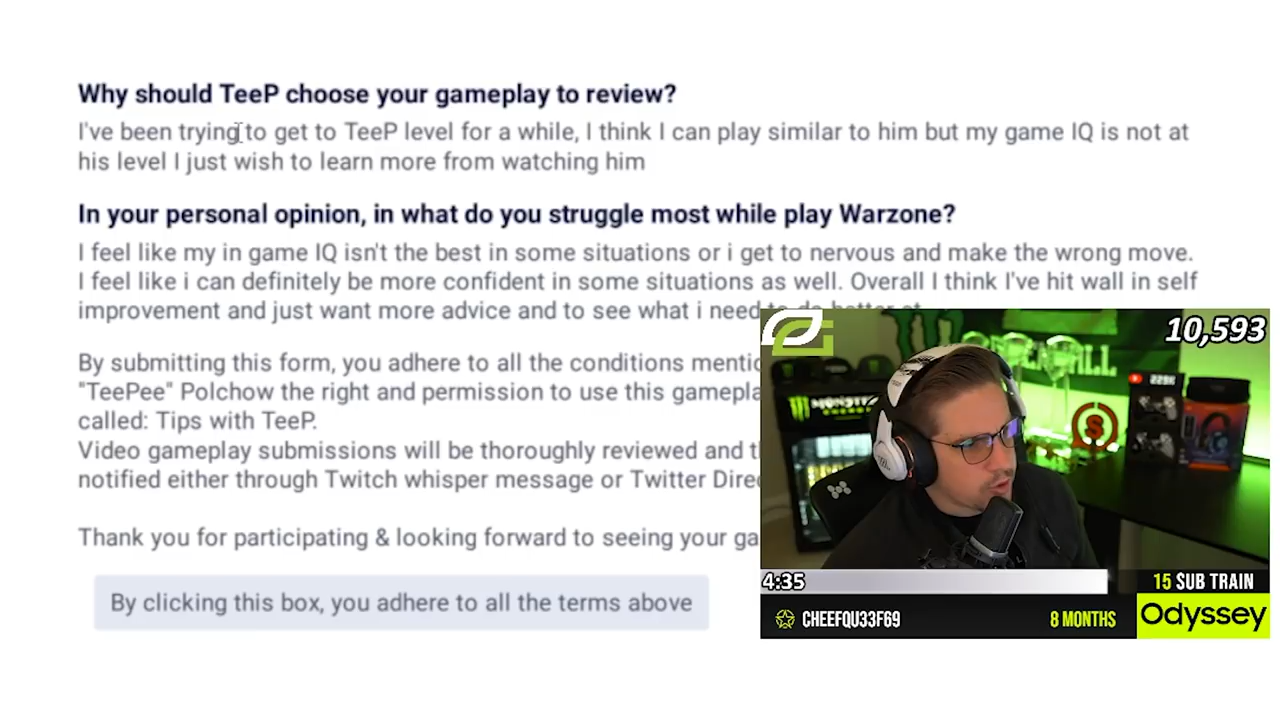 Why should TeeP choose your gameplay to review?
I've been trying to get to TeeP level for a while, I think I can play similar to him but my game IQ is not at
his level I just wish to learn more from watching him
In your personal opinion, in what do you struggle most while play Warzone?
I feel like my in game IQ isn't the best in some situations or i get to nervous and make the wrong move.
I feel like i can definitely be more confident in some situations as well. Overall I think I've hit wall in self
improvement and just want more advice and to see what i need to do better at
By submitting this form, you adhere to all the conditions
"TeePee" Polchow the right and permission to use this
called: Tips with TeeP.
Video gameplay submissions will be thoroughly reviewed and
notified either through Twitch whisper message or Twitter
Thank you for participating & looking forward to seeing your
By clicking this box, you adhere to all the terms above
10,593
MONSTER
4:35
15 SUB TRAIN
CHEEFQU33F69
8 MONTHS
Odyssey